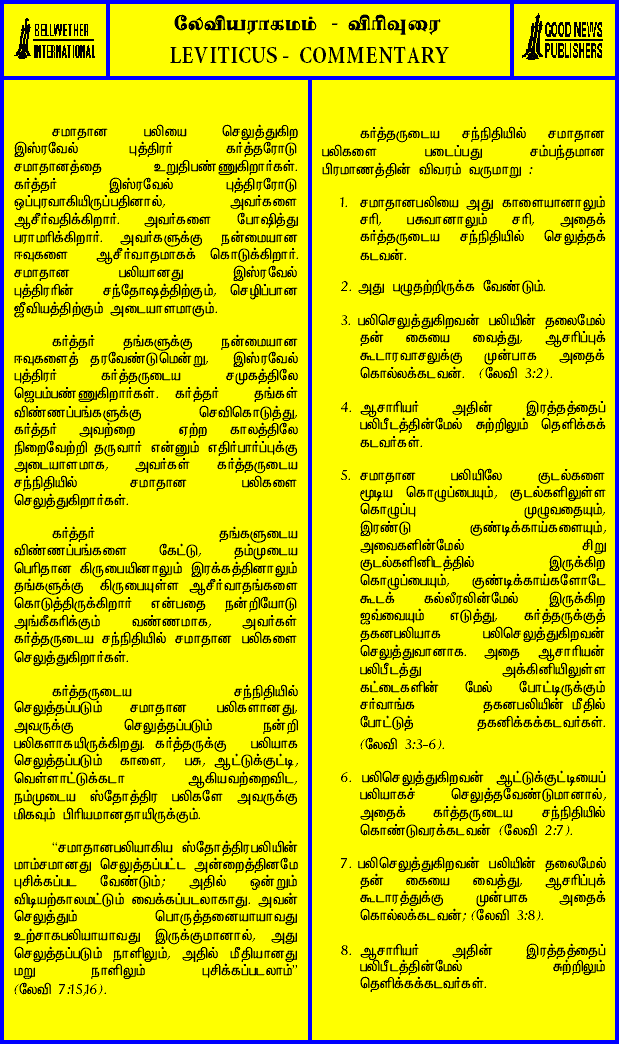 BELLWETHER
INTERNATIONAL
லேவியராகமம் - விரிவுரை
LEVITICUS - COMMENTARY
GOOD NEWS
PUBLISHERS
சமாதான பலியை செலுத்துகிற
இஸ்ரவேல் புத்திரர் கர்த்தரோடு
சமாதானத்தை உறுதிபண்ணுகிறார்கள்.
கர்த்தர் இஸ்ரவேல் புத்திரரோடு
ஒப்புரவாகியிருப்பதினால், அவர்களை
ஆசீர்வதிக்கிறார். அவர்களை போஷித்து
பராமரிக்கிறார். அவர்களுக்கு நன்மையான
ஈவுகளை ஆசீர்வாதமாகக் கொடுக்கிறார்.
சமாதான பலியானது இஸ்ரவேல்
புத்திரரின் சந்தோஷத்திற்கும், செழிப்பான
ஜீவியத்திற்கும் அடையாளமாகும்.
கர்த்தர் தங்களுக்கு நன்மையான
ஈவுகளைத் தரவேண்டுமென்று, இஸ்ரவேல்
புத்திரர் கர்த்தருடைய சமுகத்திலே
ஜெபம்பண்ணுகிறார்கள். கர்த்தர் தங்கள்
விண்ணப்பங்களுக்கு செவிகொடுத்து,
கர்த்தர் அவற்றை ஏற்ற காலத்திலே
நிறைவேற்றி தருவார் என்னும் எதிர்பார்ப்புக்கு
அடையாளமாக, அவர்கள் கர்த்தருடைய
சந்நிதியில் சமாதான பலிகளை
செலுத்துகிறார்கள்.
கர்த்தர் தங்களுடைய
விண்ணப்பங்களை கேட்டு, தம்முடைய
பெரிதான கிருபையினாலும் இரக்கத்தினாலும்
தங்களுக்கு கிருபையுள்ள ஆசீர்வாதங்களை
கொடுத்திருக்கிறார் என்பதை நன்றியோடு
அங்கீகரிக்கும் வண்ணமாக, அவர்கள்
கர்த்தருடைய சந்நிதியில் சமாதான பலிகளை
செலுத்துகிறார்கள்.
கர்த்தருடைய சந்நிதியில்
செலுத்தப்படும் சமாதான பலிகளானது,
அவருக்கு செலுத்தப்படும் நன்றி
பலிகளாகயிருக்கிறது. கர்த்தருக்கு பலியாக
செலுத்தப்படும் காளை, பசு, ஆட்டுக்குட்டி,
வெள்ளாட்டுக்கடா ஆகியவற்றைவிட,
நம்முடைய ஸ்தோத்திர பலிகளே அவருக்கு
மிகவும் பிரியமானதாயிருக்கும்.
“சமாதானபலியாகிய ஸ்தோத்திரபலியின்
மாம்சமானது செலுத்தப்பட்ட அன்றைத்தினமே
புசிக்கப்பட வேண்டும்; அதில் ஒன்றும்
விடியற்காலமட்டும் வைக்கப்படலாகாது. அவன்
செலுத்தும் பொருத்தனையாயாவது
உற்சாகபலியாயாவது இருக்குமானால், அது
செலுத்தப்படும் நாளிலும், அதில் மீதியானது
மறு நாளிலும் புசிக்கப்படலாம்”
(லேவி 7:15,16).
கர்த்தருடைய சந்நிதியில் சமாதான
பலிகளை படைப்பது சம்பந்தமான
பிரமாணத்தின் விவரம் வருமாறு :
1. சமாதானபலியை அது காளையானாலும்
சரி, பசுவானாலும் சரி, அதைக்
கர்த்தருடைய சந்நிதியில் செலுத்தக்
கடவன்.
2. அது பழுதற்றிருக்க வேண்டும்.
3. பலிசெலுத்துகிறவன் பலியின் தலைமேல்
தன் கையை வைத்து, ஆசரிப்புக்
கூடாரவாசலுக்கு முன்பாக அதைக்
கொல்லக்கடவன். (லேவி 3:2).
4. ஆசாரியர் அதின் இரத்தத்தைப்
பலிபீடத்தின்மேல் சுற்றிலும் தெளிக்கக்
கடவர்கள்.
5. சமாதான பலியிலே குடல்களை
மூடிய கொழுப்பையும், குடல்களிலுள்ள
கொழுப்பு முழுவதையும்,
இரண்டு குண்டிக்காய்களையும்,
அவைகளின்மேல் சிறு
குடல்களினிடத்தில் இருக்கிற
கொழுப்பையும், குண்டிக்காய்களோடே
கூடக் கல்லீரலின்மேல் இருக்கிற
ஜவ்வையும் எடுத்து, கர்த்தருக்குத்
தகனபலியாக பலிசெலுத்துகிறவன்
செலுத்துவானாக. அதை ஆசாரியன்
பலிபீடத்து அக்கினியிலுள்ள
கட்டைகளின் மேல் போட்டிருக்கும்
சர்வாங்க தகனபலியின் மீதில்
போட்டுத் தகனிக்கக்கடவர்கள்.
(லேவி 3:3-6).
6. பலிசெலுத்துகிறவன் ஆட்டுக்குட்டியைப்
பலியாகச் செலுத்தவேண்டுமானால்,
அதைக் கர்த்தருடைய சந்நிதியில்
கொண்டுவரக்கடவன் (லேவி 2:7).
7. பலிசெலுத்துகிறவன் பலியின் தலைமேல்
தன் கையை வைத்து, ஆசரிப்புக்
கூடாரத்துக்கு முன்பாக அதைக்
கொல்லக்கடவன்; (லேவி 3:8).
8. ஆசாரியர் அதின் இரத்தத்தைப்
பலிபீடத்தின்மேல் சுற்றிலும்
தெளிக்கக்கடவர்கள்.